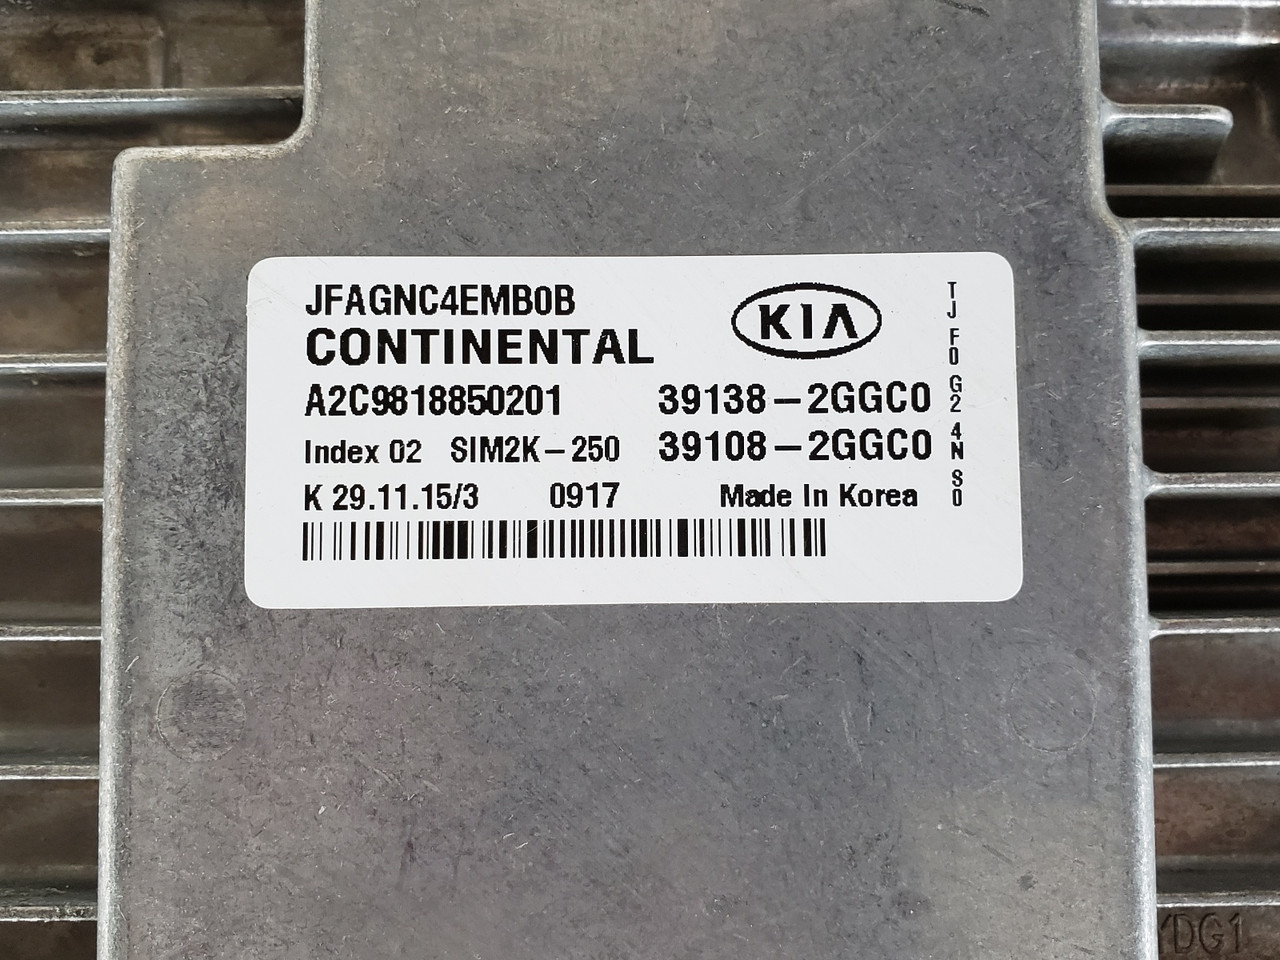 JFAGNC4EMB0B
KIA
CONTINENTAL
A2C9818850201 39138-2GGC0
Index 02 SIM2K-250 39108-2GGC0
K 29.11.15/3 0917 Made In Korea
TJ F0 G2 4N S0
YDG1